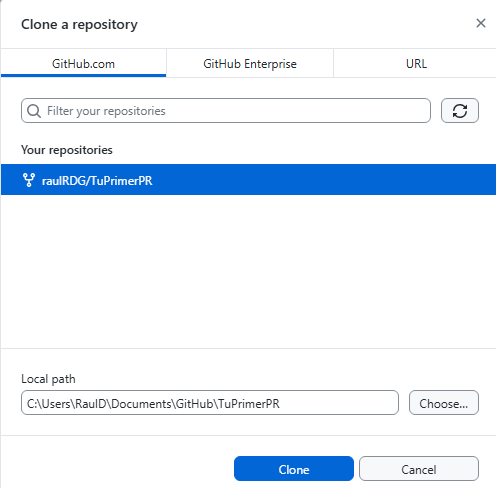 Clone a repository
GitHub.com
GitHub Enterprise
URL
Filter your repositories
Your repositories
raulRDG/TuPrimerPR
Local path
C:\Users\RaulD\Documents\GitHub\TuPrimerPR
Choose...
Clone
Cancel